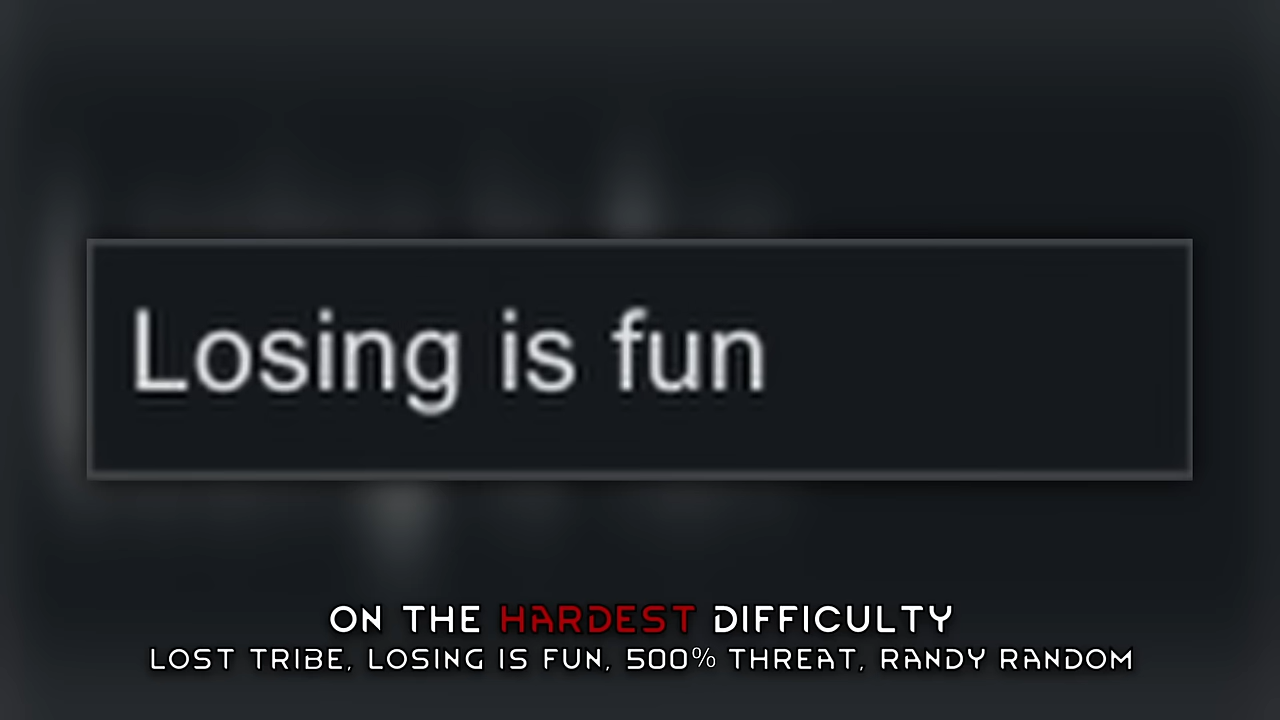 Losing is fun
ON THE HARDEST DIFFICULTY
LOST TRIBE, LOSING IS FUN, 500% THREAT, RANDY RANDOM